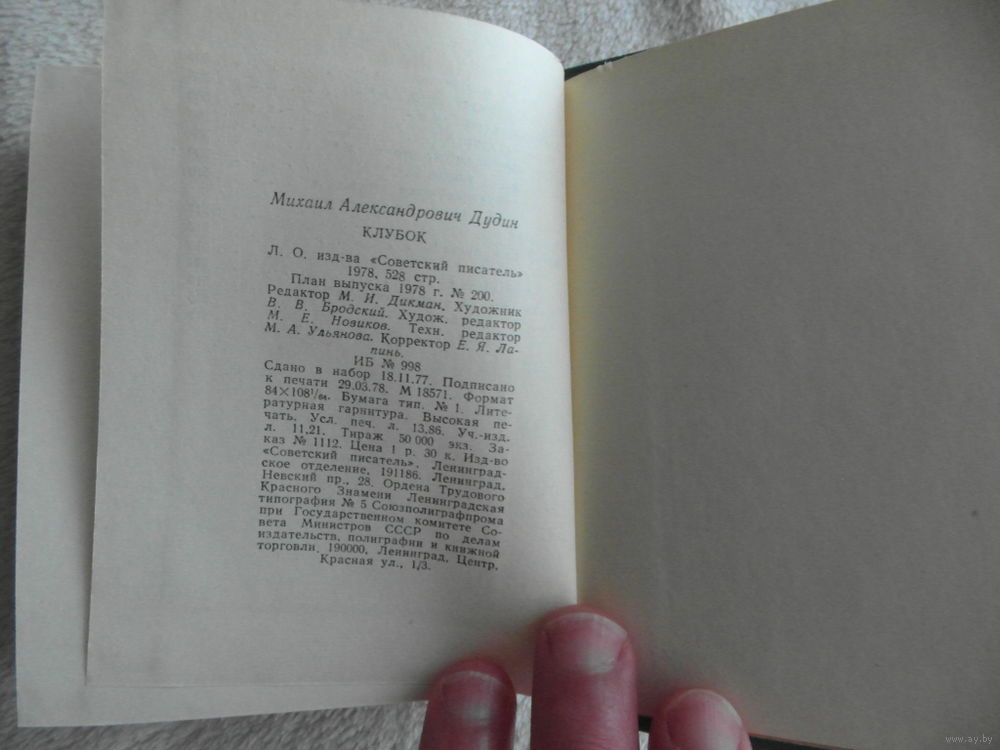 Михаил Александрович Дудин
КЛУБОК
Л. О. изд-ва «Советский писатель»
1978, 528 стр.
План выпуска 1978 г. № 200.
Редактор М. И. Дикман. Художник
В. В. Бродский. Худож. редактор
М. Е. Новиков. Техн. редактор
М. А. Ульянова. Корректор Е. Я. Ла-
пинь.
ИБ № 998
Сдано в набор 18.11.77. Подписано
к печати 29.03.78. М 18571. Формат
84×108¹/₆₄. Бумага тип. № 1. Лите-
ратурная гарнитура. Высокая пе-
чать. Усл. печ. л. 13,86. Уч.-изд.
л. 11,21. Тираж 50 000 экз. За-
каз № 1112. Цена 1 р. 30 к. Изд-во
«Советский писатель». Ленинград-
ское отделение. 191186. Ленинград,
Невский пр., 28. Ордена Трудового
Красного Знамени Ленинградская
типография № 5 Союзполиграфпрома
при Государственном комитете Со-
вета Министров СССР по делам
издательств, полиграфии и книжной
торговли. 190000, Ленинград, Центр,
Красная ул., 1/3.
www.ay.by